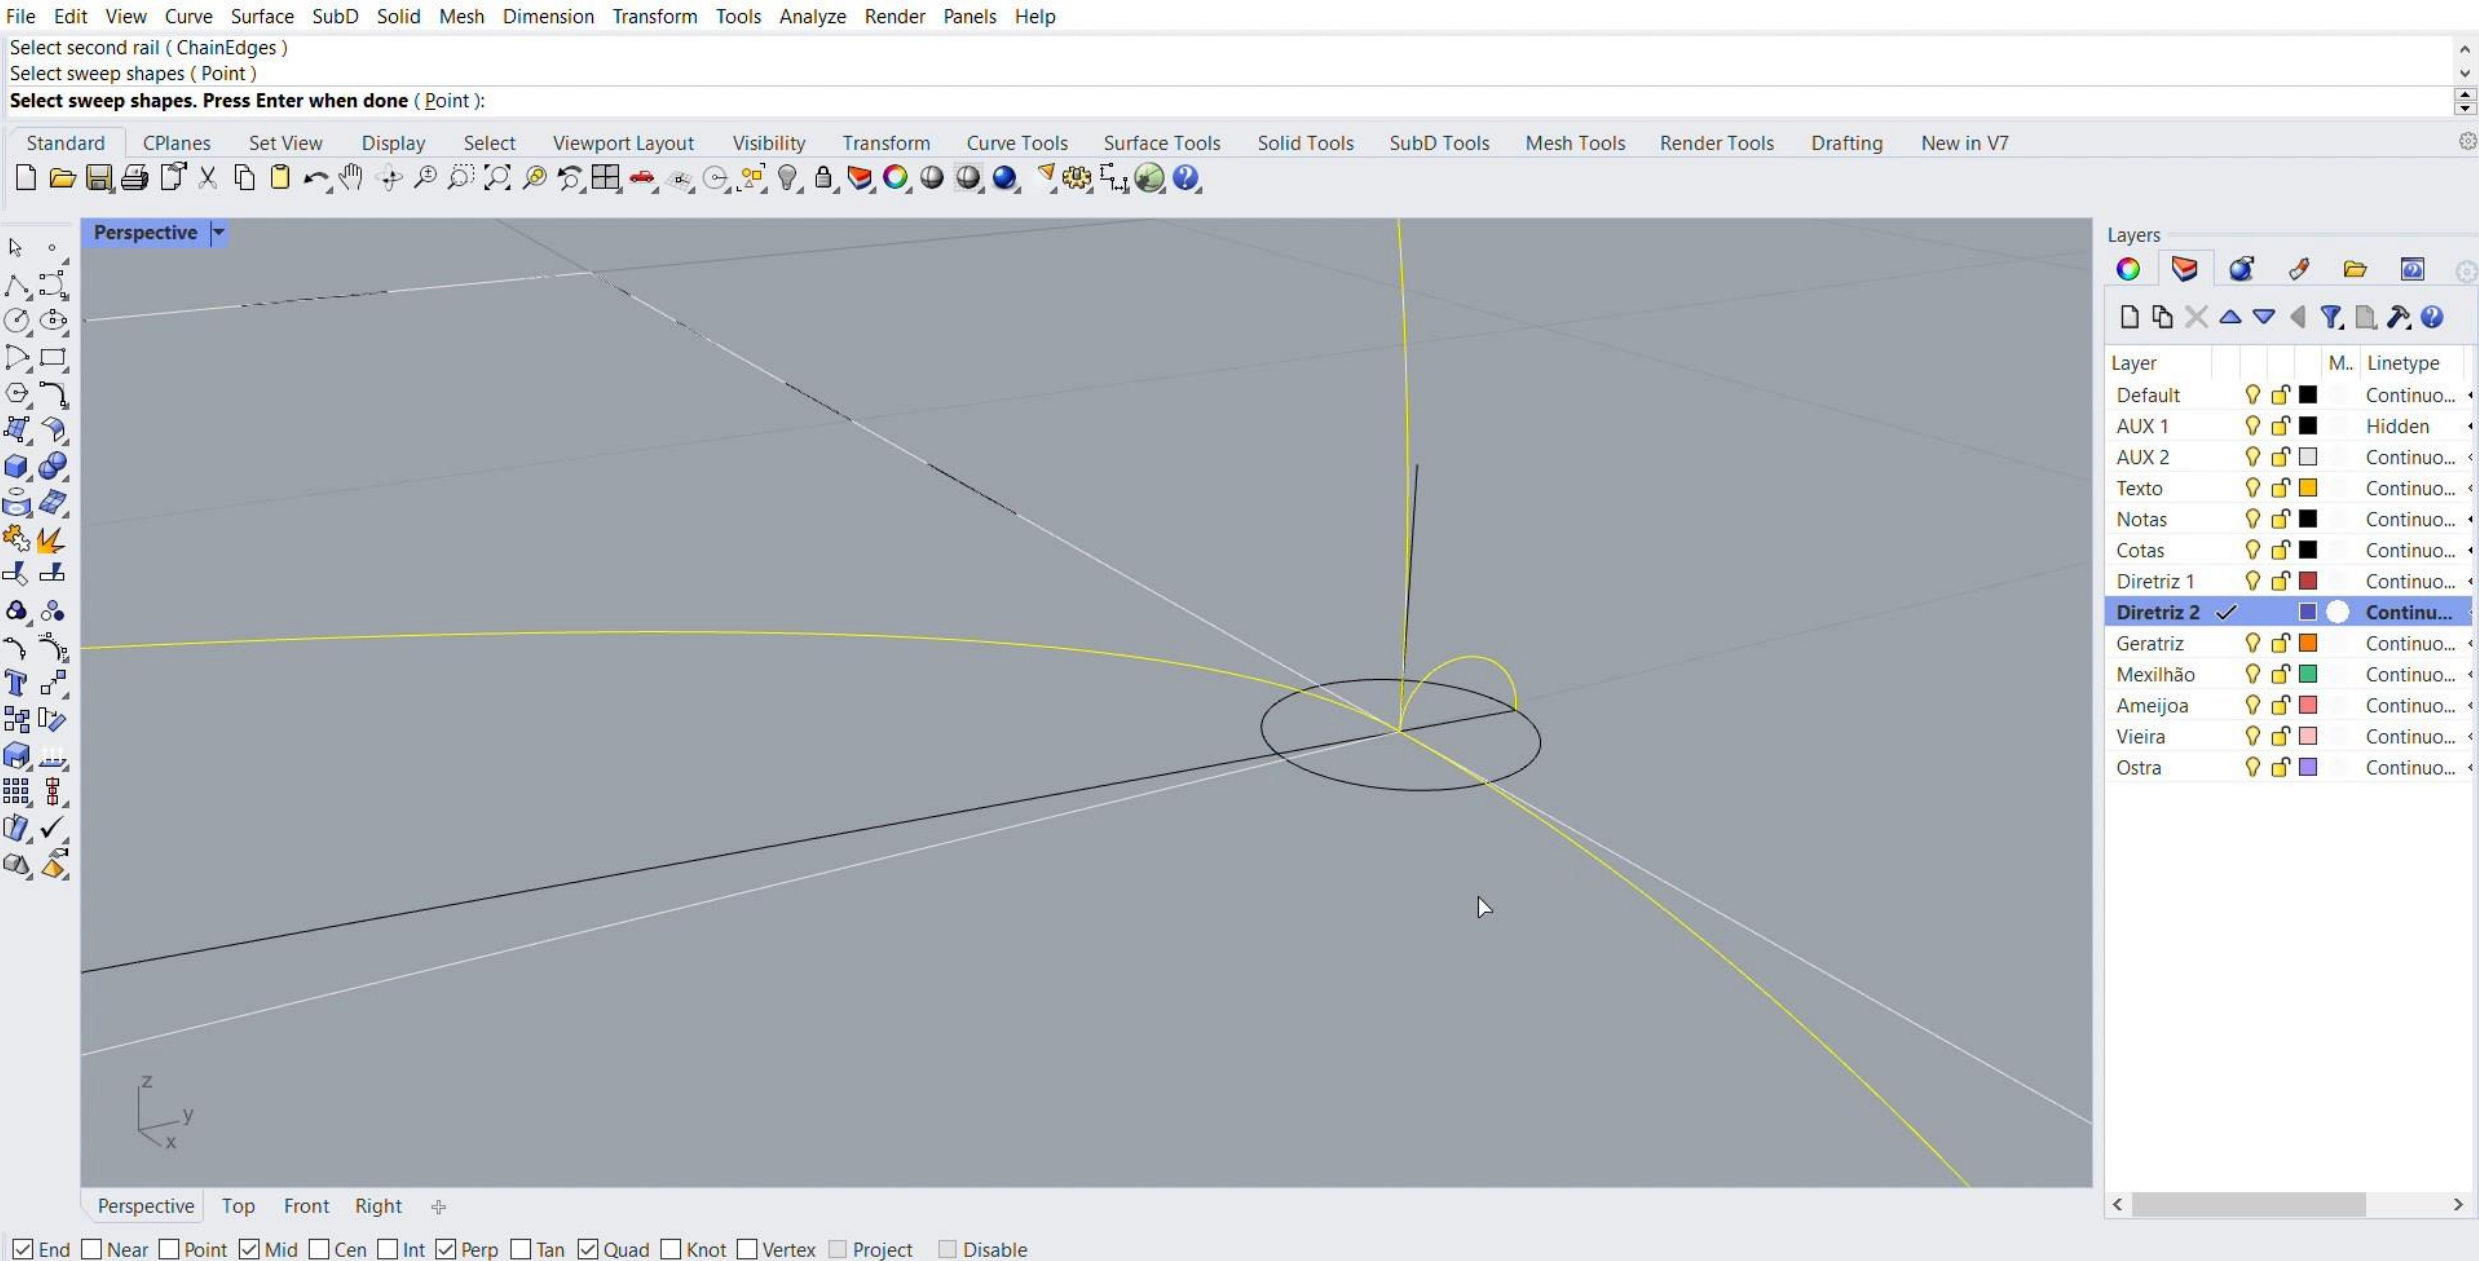 File Edit View Curve Surface SubD Solid Mesh Dimension Transform Tools Analyze Render Panels Help
Select second rail ( ChainEdges )
Select sweep shapes ( Point )
Select sweep shapes. Press Enter when done ( Point ):
Standard CPlanes Set View Display Select Viewport Layout Visibility Transform Curve Tools Surface Tools Solid Tools SubD Tools Mesh Tools Render Tools Drafting New in V7
Perspective
Layers
Layer M.. Linetype
Default Continuo...
AUX 1 Hidden
AUX 2 Continuo...
Texto Continuo...
Notas Continuo...
Cotas Continuo...
Diretriz 1 Continuo...
Diretriz 2 Continu...
Geratriz Continuo...
Mexilhão Continuo...
Ameijoa Continuo...
Vieira Continuo...
Ostra Continuo...
z
y
x
Perspective Top Front Right
End Near Point Mid Cen Int Perp Tan Quad Knot Vertex Project Disable